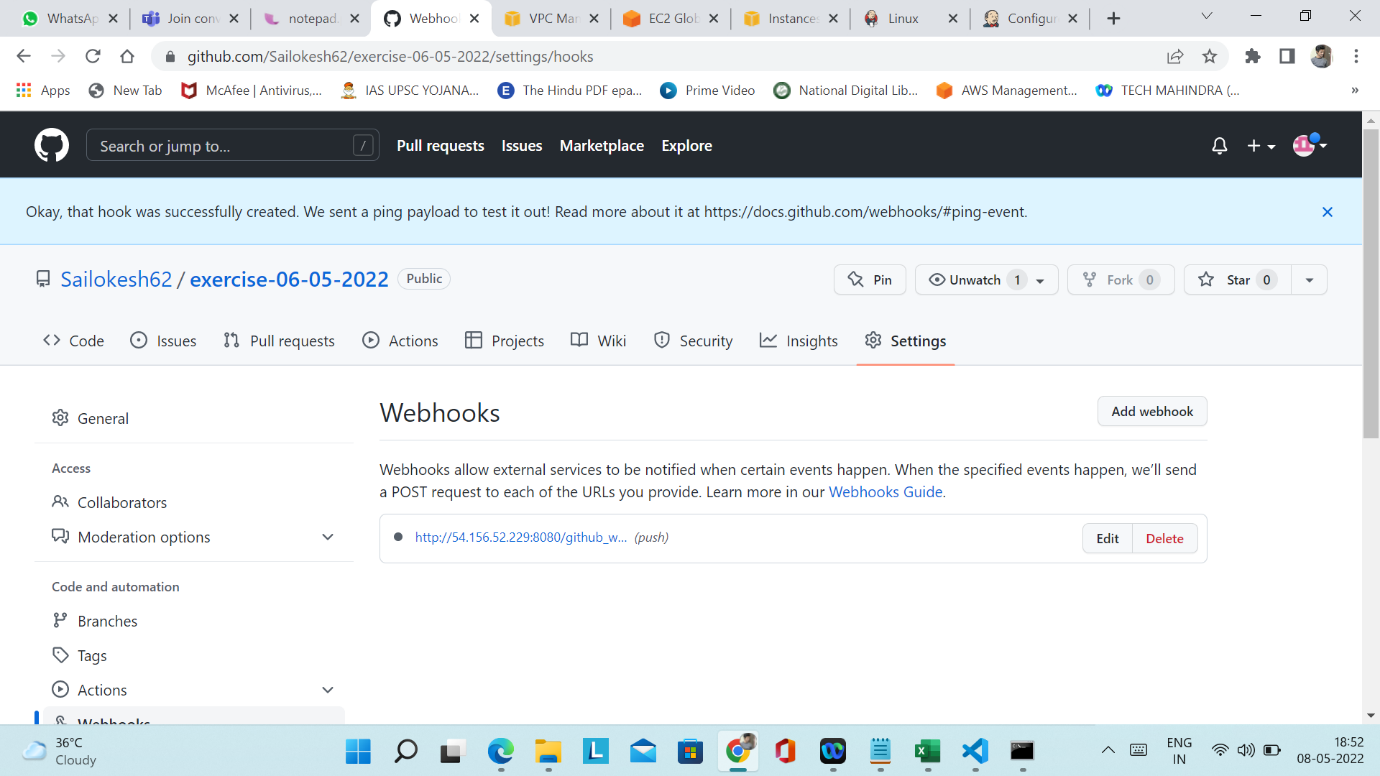 WhatsAp
Join conv
notepad.
Webhook
VPC Mar
EC2 Glob
Instances
Linux
Configur
github.com/Sailokesh62/exercise-06-05-2022/settings/hooks
Apps
New Tab
McAfee | Antivirus,...
IAS UPSC YOJANA...
The Hindu PDF epa...
Prime Video
National Digital Lib...
AWS Management...
TECH MAHINDRA (...
»
Search or jump to...
/
Pull requests
Issues
Marketplace
Explore
Okay, that hook was successfully created. We sent a ping payload to test it out! Read more about it at https://docs.github.com/webhooks/#ping-event.
Sailokesh62 / exercise-06-05-2022
Public
Pin
Unwatch 1
Fork 0
Star 0
Code
Issues
Pull requests
Actions
Projects
Wiki
Security
Insights
Settings
General
Access
Collaborators
Moderation options
Code and automation
Branches
Tags
Actions
Webhooks
Webhooks
Add webhook
Webhooks allow external services to be notified when certain events happen. When the specified events happen, we’ll send
a POST request to each of the URLs you provide. Learn more in our Webhooks Guide.
http://54.156.52.229:8080/github_w... (push)
Edit
Delete
36°C
Cloudy
ENG
IN
18:52
08-05-2022